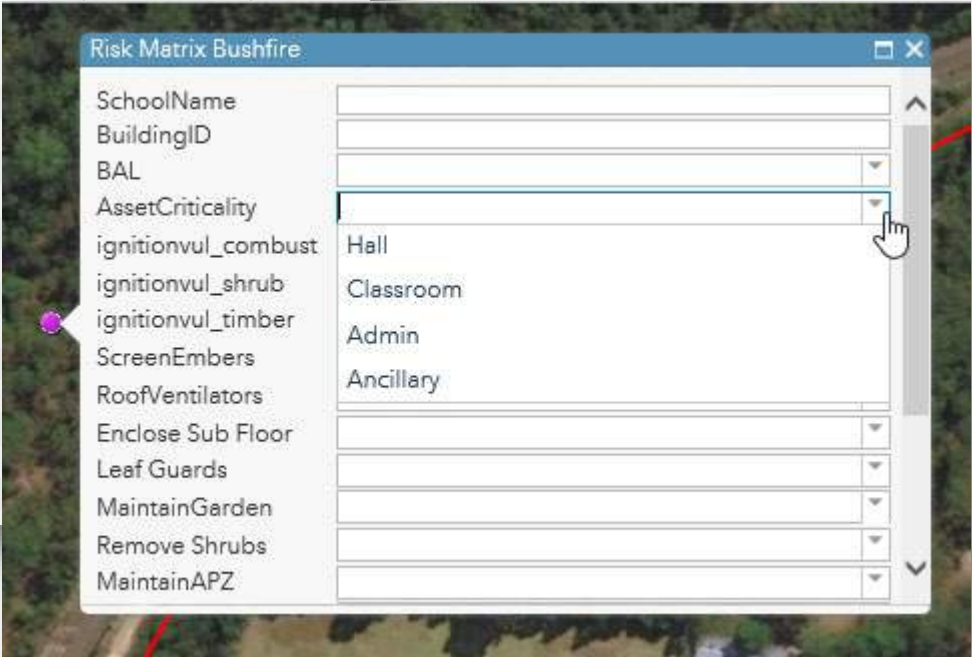 Risk Matrix Bushfire
SchoolName
BuildingID
BAL
AssetCriticality
ignitionvul_combust
Hall
ignitionvul_shrub
Classroom
ignitionvul_timber
Admin
ScreenEmbers
Ancillary
RoofVentilators
Enclose Sub Floor
Leaf Guards
MaintainGarden
Remove Shrubs
MaintainAPZ